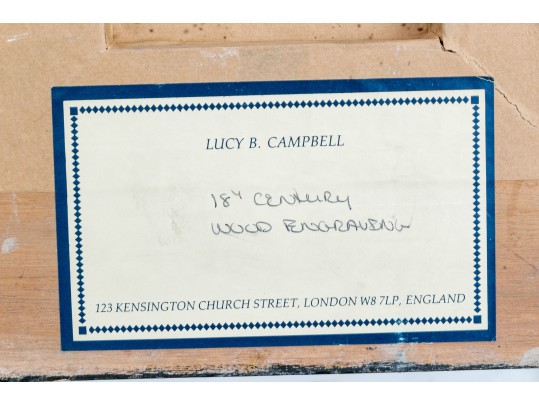 LUCY B. CAMPBELL
18th CENTURY
WOOD ENGRAVING
123 KENSINGTON CHURCH STREET, LONDON W8 7LP, ENGLAND